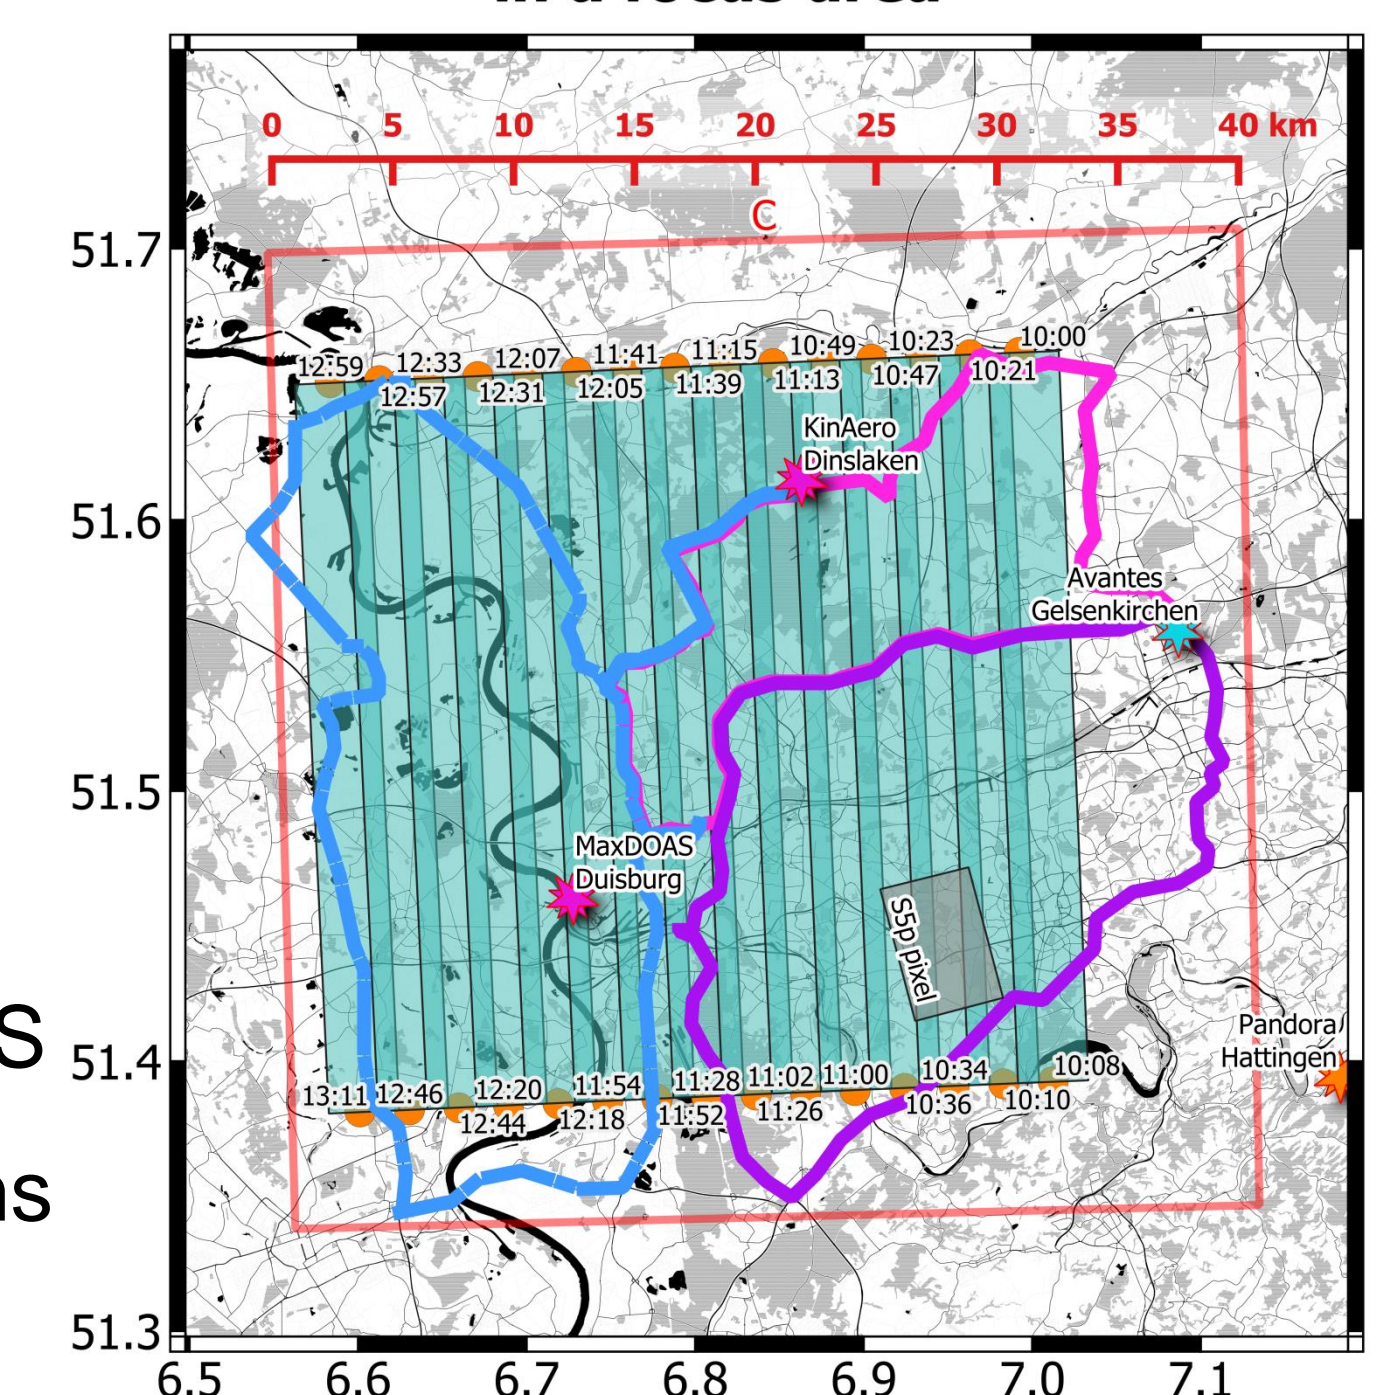 in a focus area
0 5 10 15 20 25 30 35 40 km
C
51.7
10:00
12:59 12:33 12:07 11:41 11:15 10:49 10:23
12:57 12:31 12:05 11:39 11:13 10:47 10:21
KinAero
Dinslaken
51.6
Avantes
Gelsenkirchen
51.5
MaxDOAS
Duisburg
S5p pixel
S
Pandora
Hattingen
51.4
13:11 12:46 12:20 11:54 11:28 11:02 11:00 10:34 10:08
12:44 12:18 11:52 11:26 10:36 10:10
ns
51.3
6.5 6.6 6.7 6.8 6.9 7.0 7.1